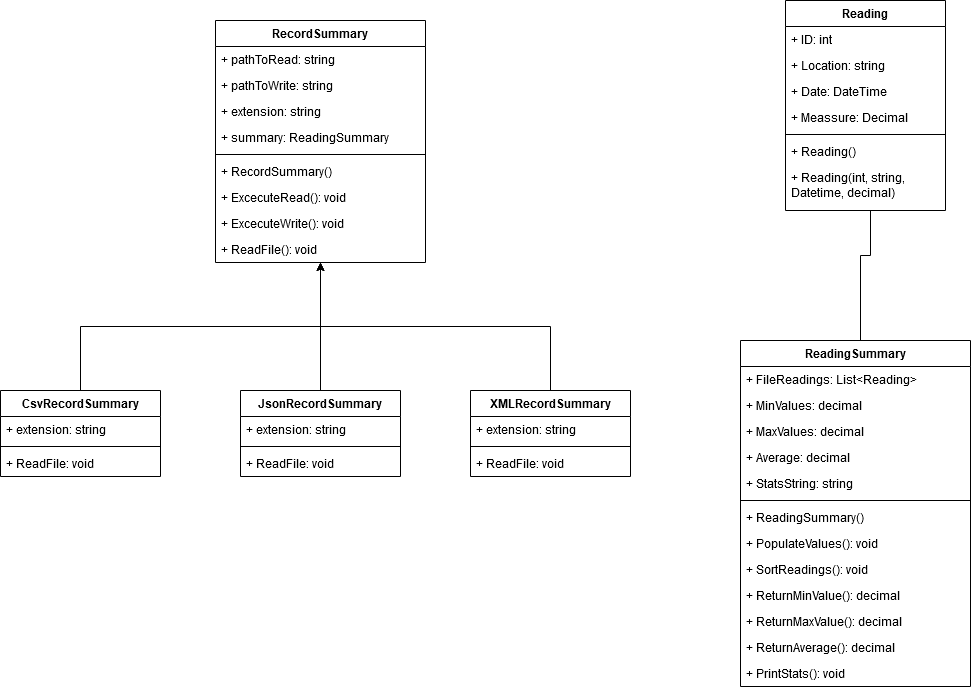 RecordSummary
+ pathToRead: string
+ pathToWrite: string
+ extension: string
+ summary: ReadingSummary
+ RecordSummary()
+ ExcecuteRead(): void
+ ExcecuteWrite(): void
+ ReadFile(): void
Reading
+ ID: int
+ Location: string
+ Date: DateTime
+ Meassure: Decimal
+ Reading()
+ Reading(int, string,
Datetime, decimal)
CsvRecordSummary
+ extension: string
+ ReadFile: void
JsonRecordSummary
+ extension: string
+ ReadFile: void
XMLRecordSummary
+ extension: string
+ ReadFile: void
ReadingSummary
+ FileReadings: List<Reading>
+ MinValues: decimal
+ MaxValues: decimal
+ Average: decimal
+ StatsString: string
+ ReadingSummary()
+ PopulateValues(): void
+ SortReadings(): void
+ ReturnMinValue(): decimal
+ ReturnMaxValue(): decimal
+ ReturnAverage(): decimal
+ PrintStats(): void